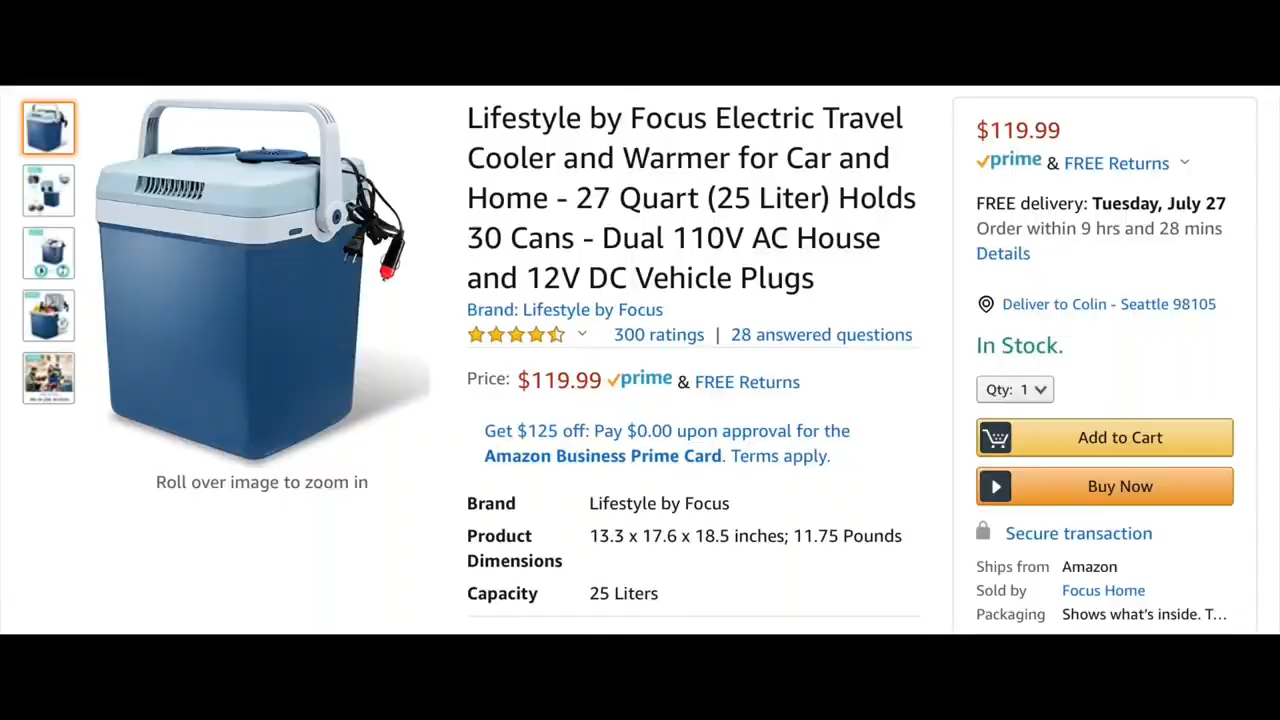 Lifestyle by Focus Electric Travel
Cooler and Warmer for Car and
Home - 27 Quart (25 Liter) Holds
30 Cans - Dual 110V AC House
and 12V DC Vehicle Plugs
Brand: Lifestyle by Focus
300 ratings | 28 answered questions
Price: $119.99 prime & FREE Returns
Get $125 off: Pay $0.00 upon approval for the
Amazon Business Prime Card. Terms apply.
Brand Lifestyle by Focus
Product 13.3 x 17.6 x 18.5 inches; 11.75 Pounds
Dimensions
Capacity 25 Liters
Roll over image to zoom in
$119.99
prime & FREE Returns
FREE delivery: Tuesday, July 27
Order within 9 hrs and 28 mins
Details
Deliver to Colin - Seattle 98105
In Stock.
Qty: 1
Add to Cart
Buy Now
Secure transaction
Ships from Amazon
Sold by Focus Home
Packaging Shows what's inside. T...